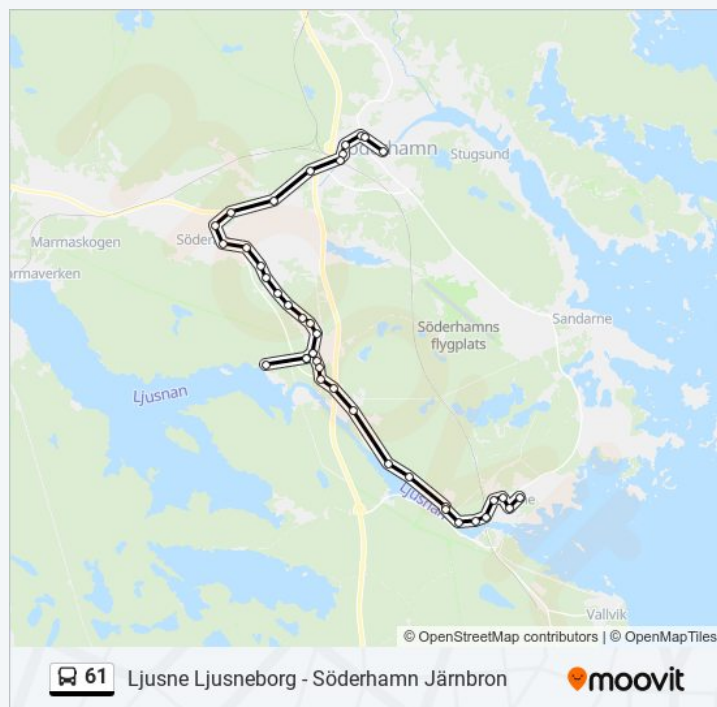 Söderhamn
Stugsund
Marmaskogen
Söder
armaverken
Sandarne
Söderhamns
flygplats
Ljusnan
Ljusnan
ne
Vallvik
© OpenStreetMap contributors | © OpenMapTiles
61 Ljusne Ljusneborg - Söderhamn Järnbron
moovit